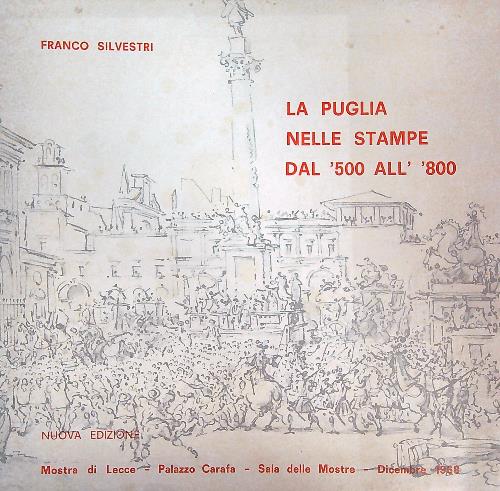 FRANCO SILVESTRI
LA PUGLIA
NELLE STAMPE
DAL '500 ALL' '800
NUOVA EDIZIONE
Mostra di Lecce - Palazzo Carafa - Sala delle Mostre - Dicembre 1968